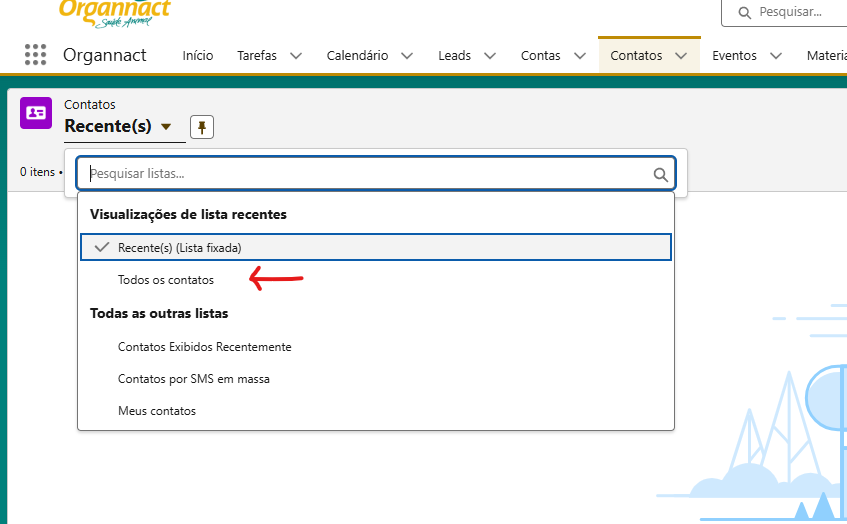 Organnact
Saúde Animal
Pesquisar...
Organnact
Início
Tarefas
Calendário
Leads
Contas
Contatos
Eventos
Materia
Contatos
Recente(s)
0 itens •
Pesquisar listas...
Visualizações de lista recentes
Recente(s) (Lista fixada)
Todos os contatos
Todas as outras listas
Contatos Exibidos Recentemente
Contatos por SMS em massa
Meus contatos